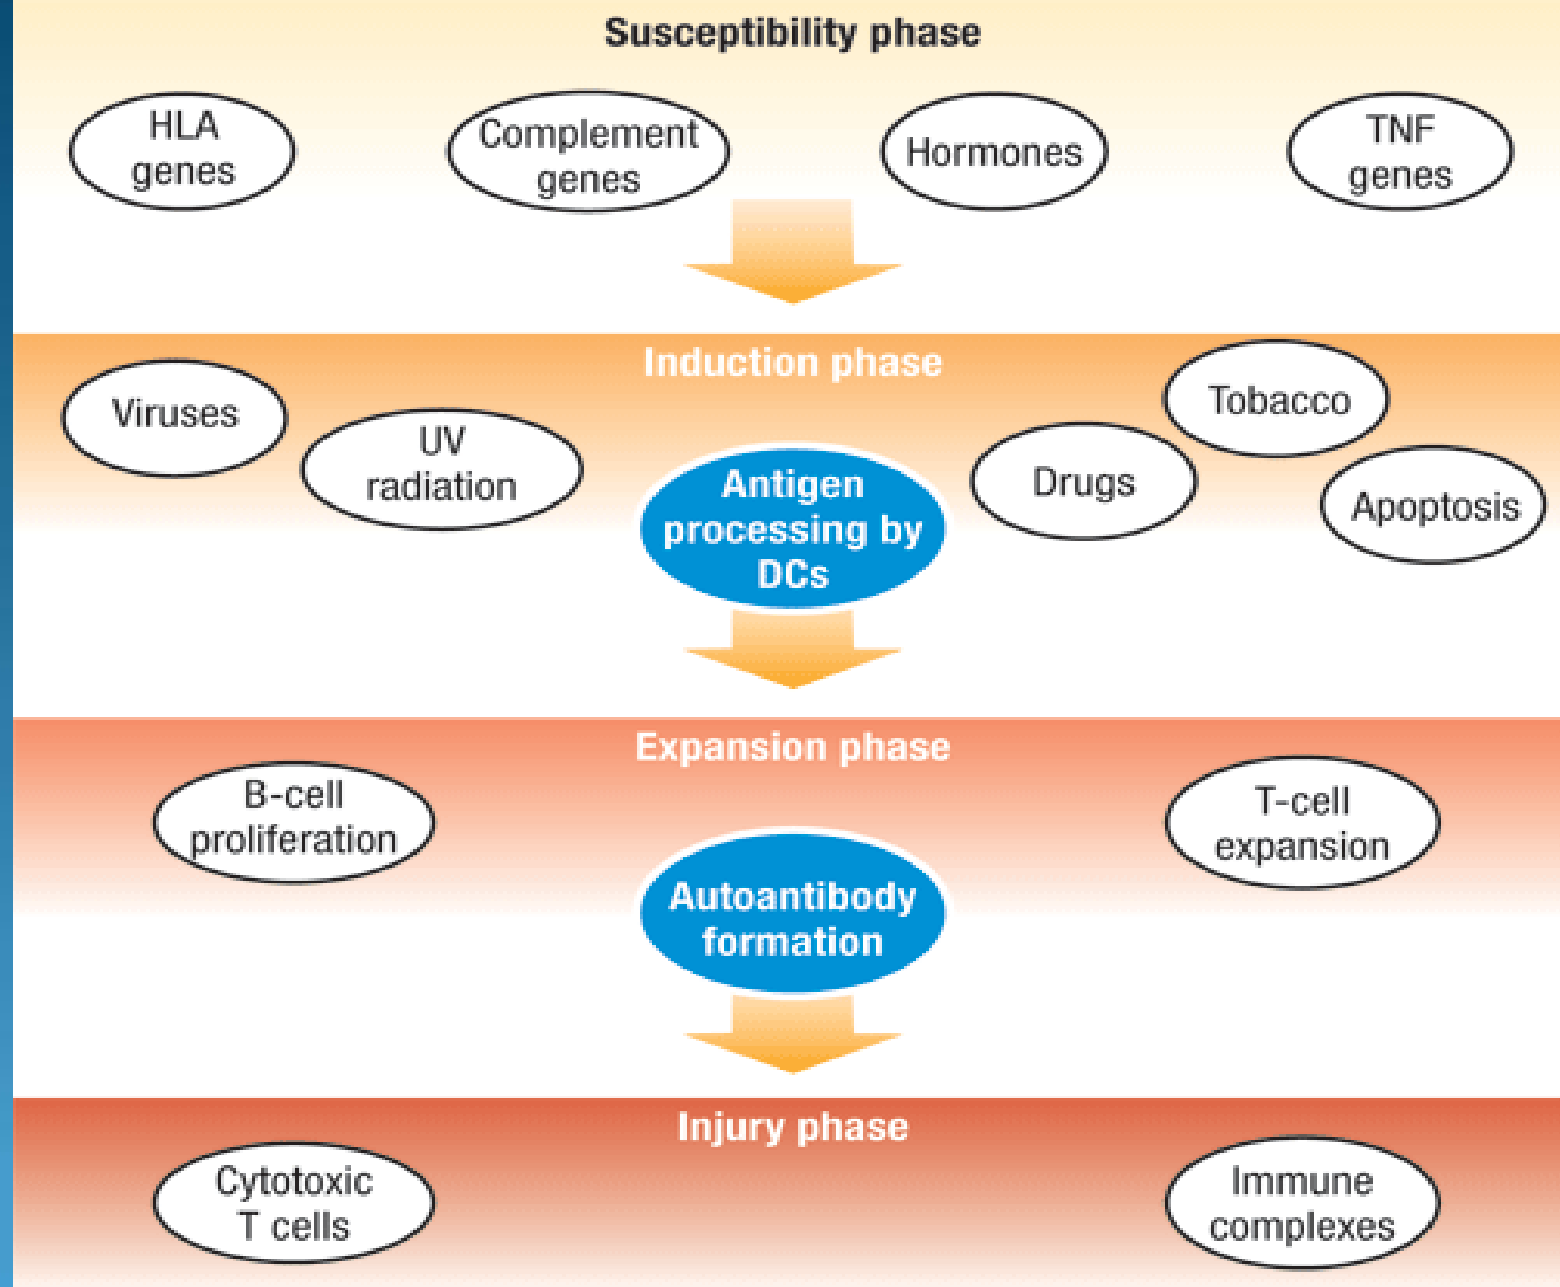 Susceptibility phase
HLA
genes
Complement
genes
Hormones
TNF
genes
Induction phase
Viruses
UV
radiation
Antigen
processing by
DCs
Drugs
Tobacco
Apoptosis
Expansion phase
B-cell
proliferation
Autoantibody
formation
T-cell
expansion
Injury phase
Cytotoxic
T cells
Immune
complexes